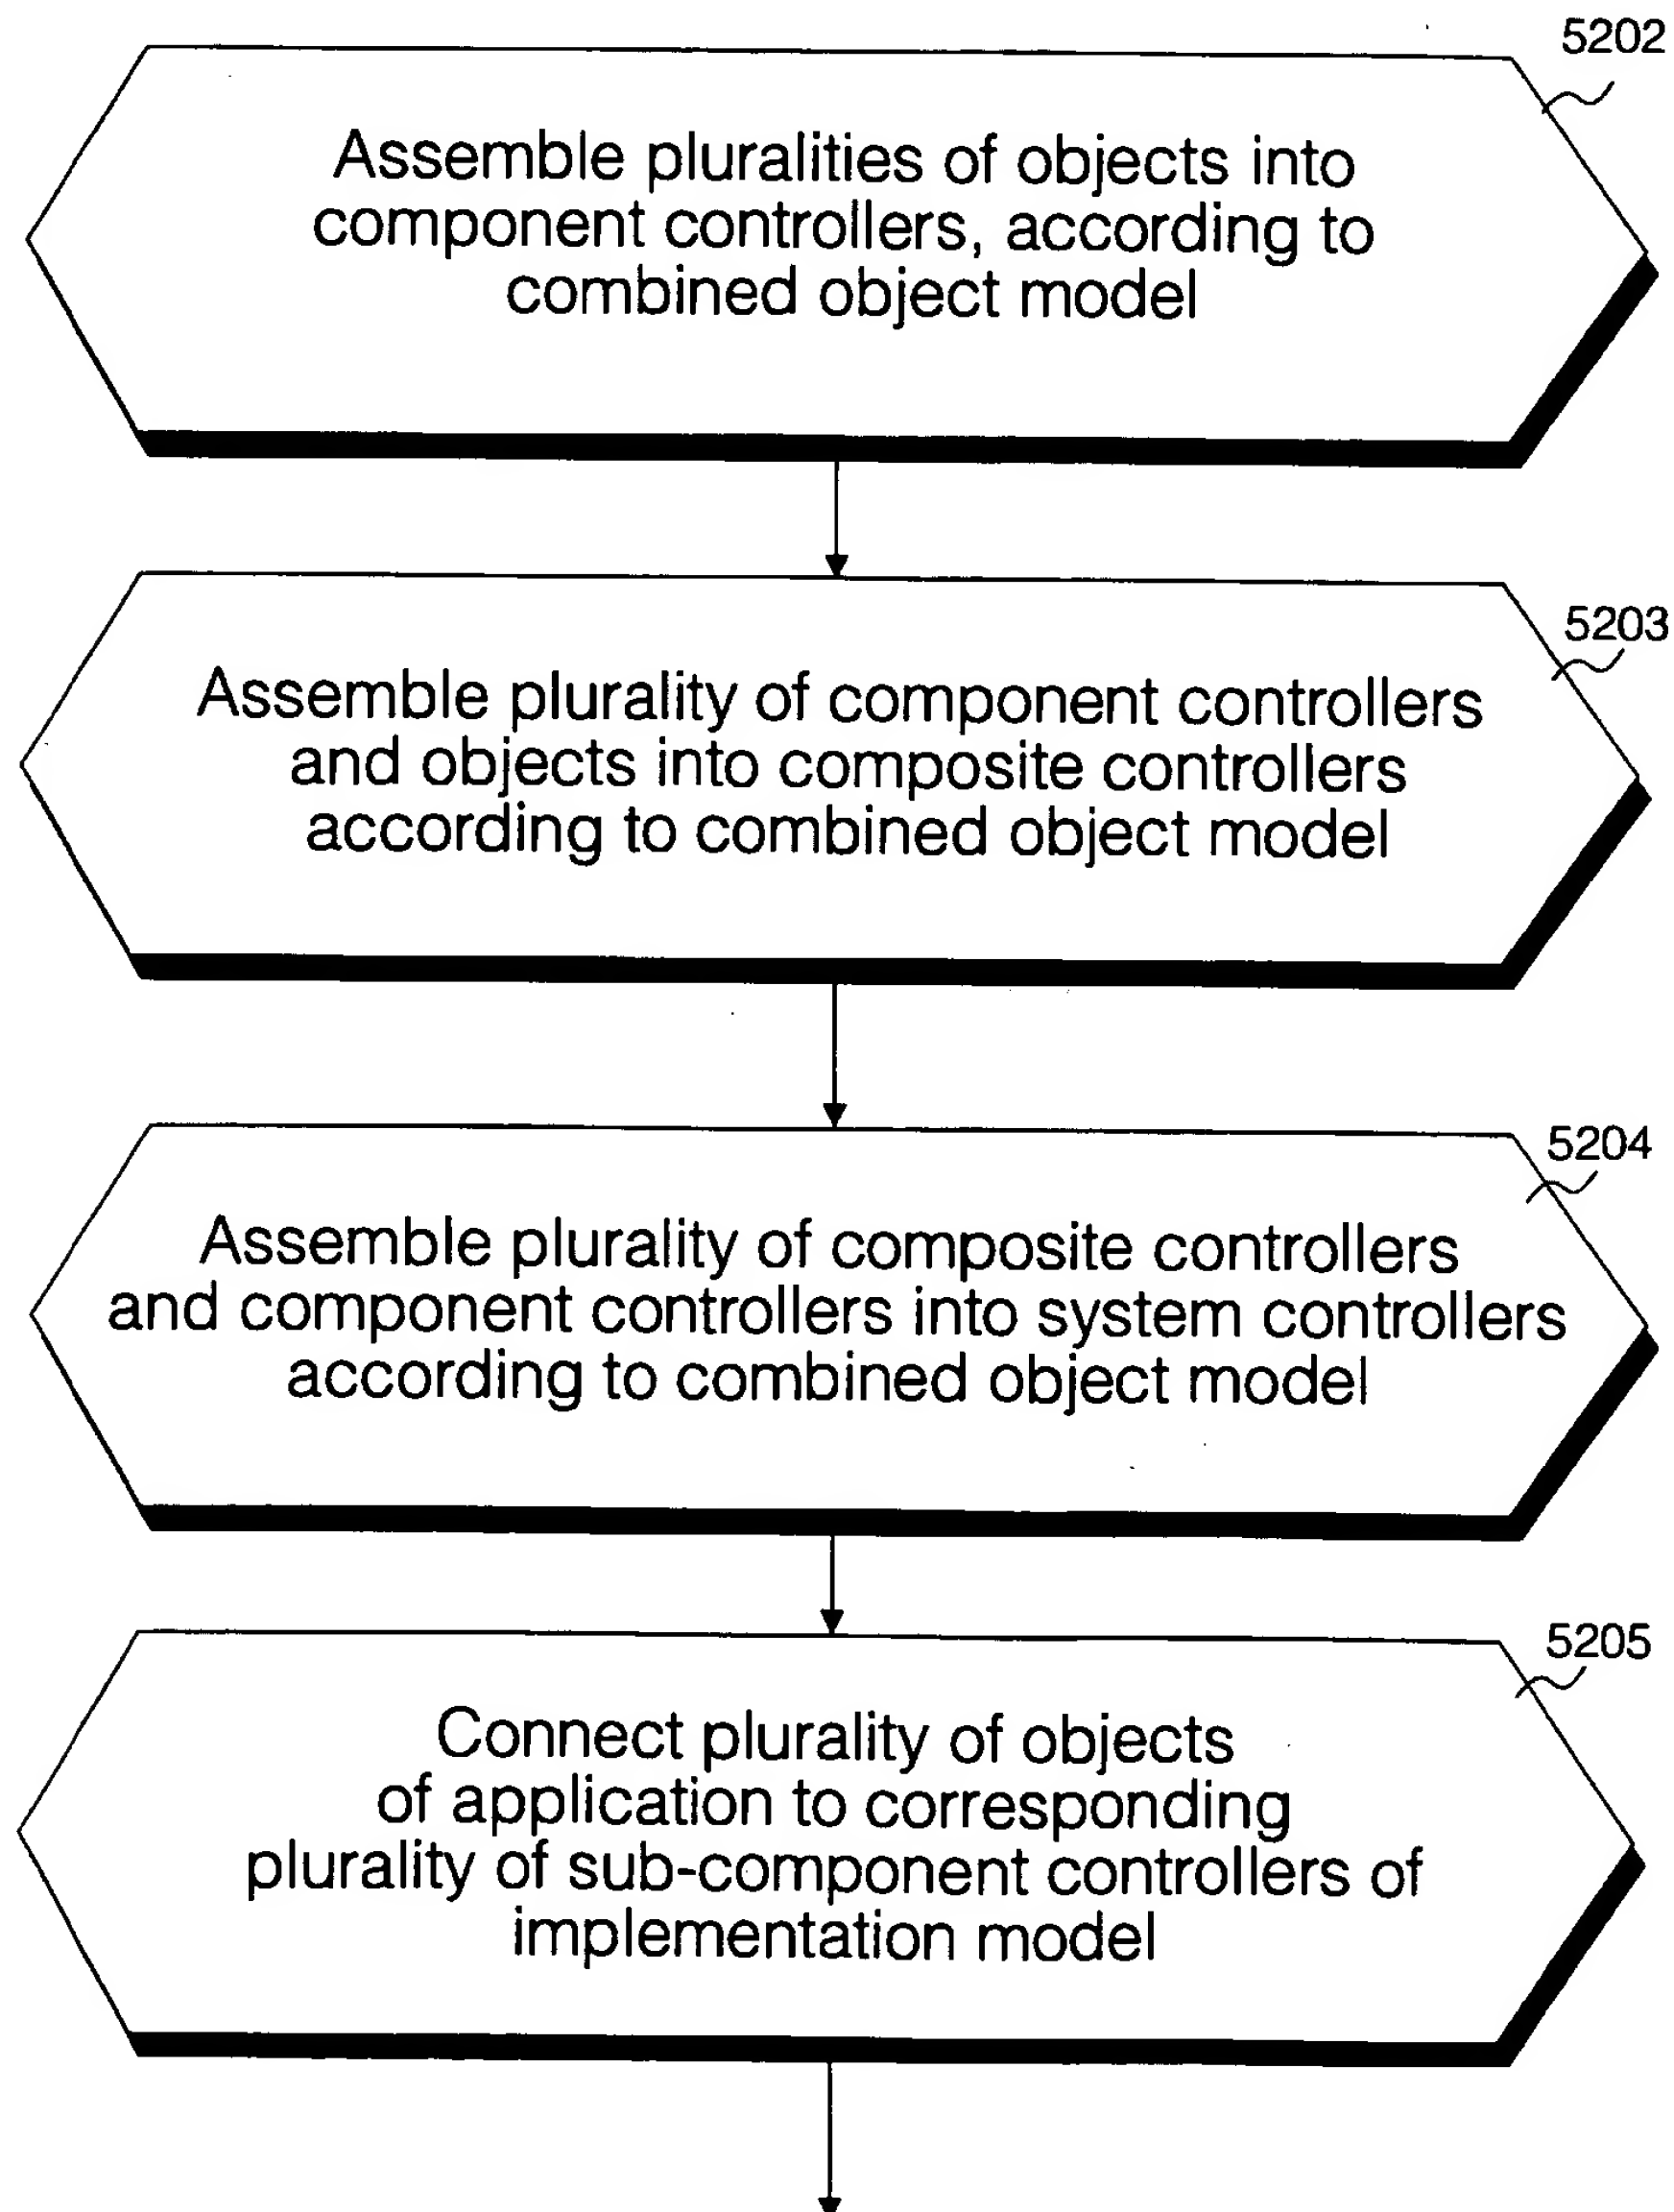 5202
Assemble pluralities of objects into
component controllers, according to
combined object model
5203
Assemble plurality of component controllers
and objects into composite controllers
according to combined object model
5204
Assemble plurality of composite controllers
and component controllers into system controllers
according to combined object model
5205
Connect plurality of objects
of application to corresponding
plurality of sub-component controllers of
implementation model